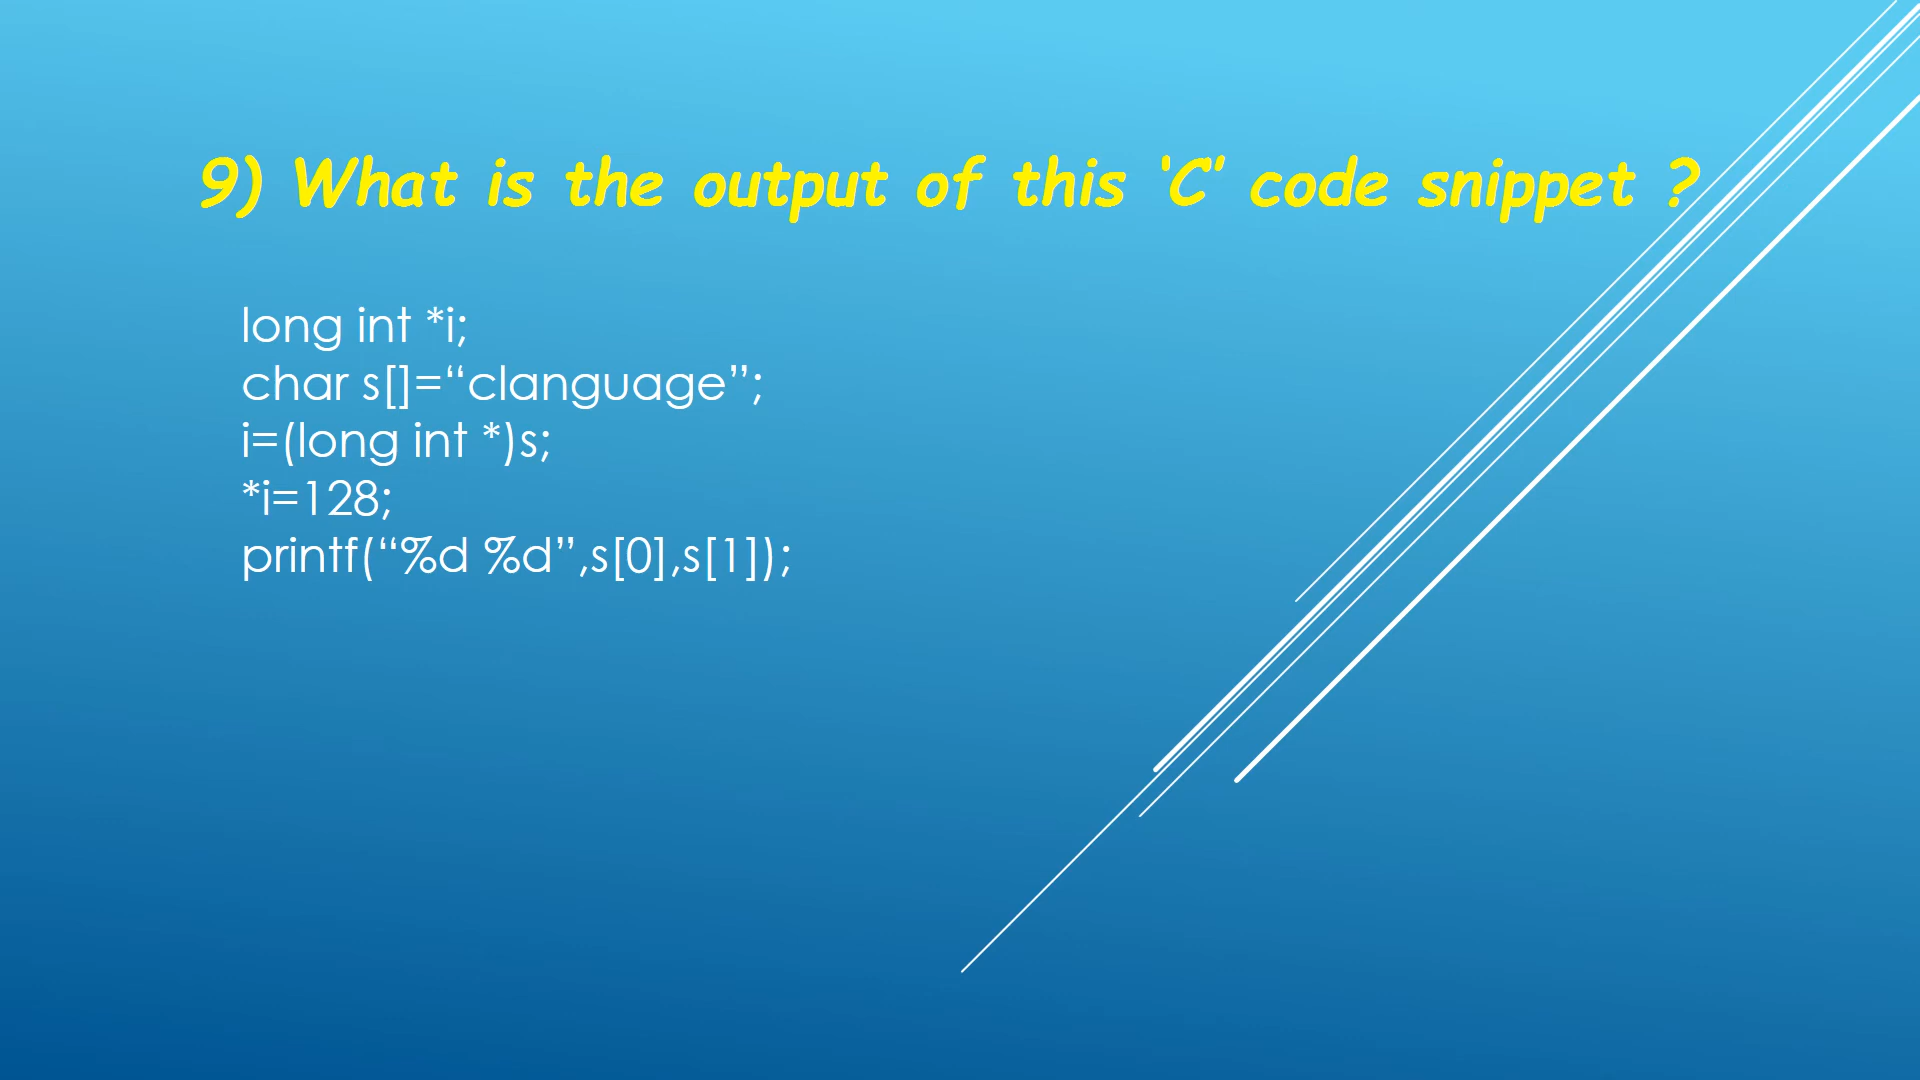 9) What is the output of this ‘C’ code snippet ?
long int *i;
char s[]=“clanguage”;
i=(long int *)s;
*i=128;
printf(“%d %d”,s[0],s[1]);